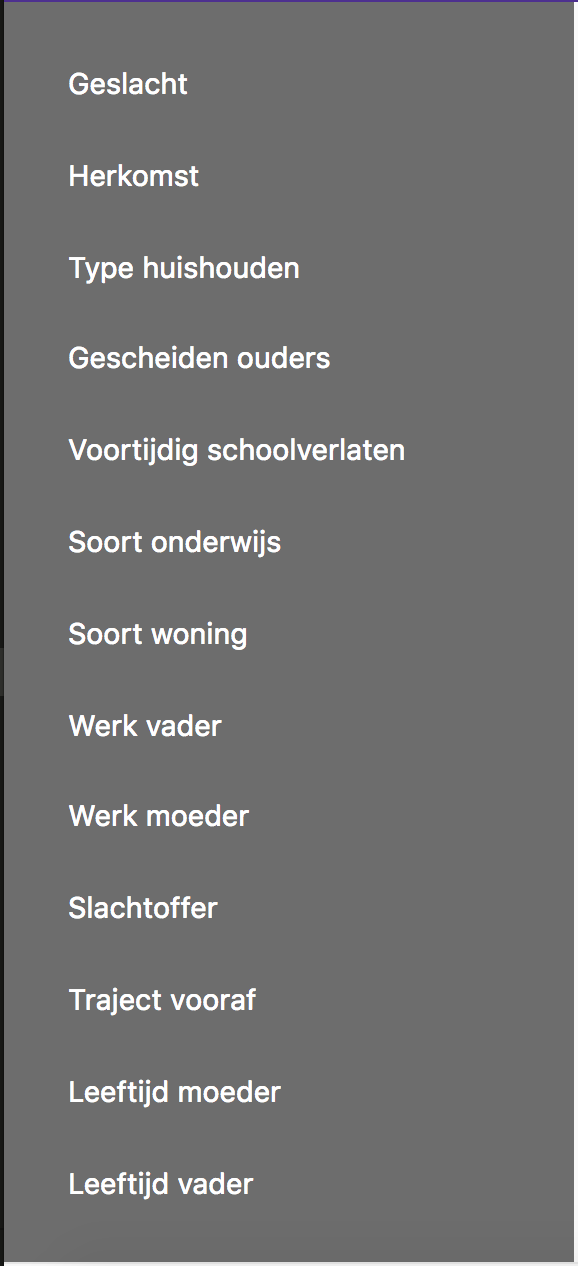 Geslacht
Herkomst
Type huishouden
Gescheiden ouders
Voortijdig schoolverlaten
Soort onderwijs
Soort woning
Werk vader
Werk moeder
Slachtoffer
Traject vooraf
Leeftijd moeder
Leeftijd vader